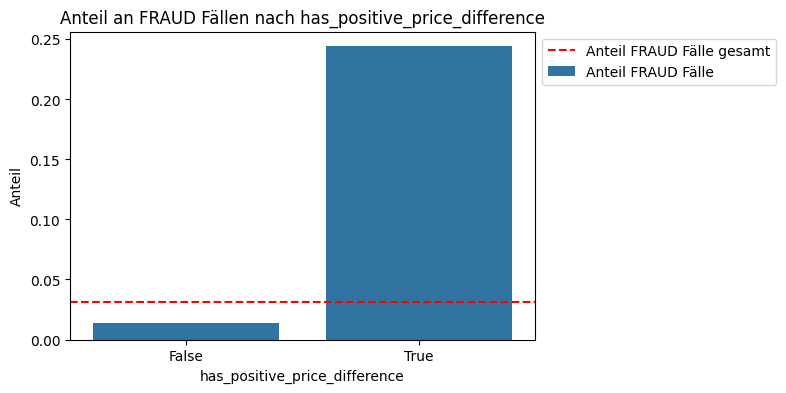 Anteil an FRAUD Fällen nach has_positive_price_difference
0.25
0.20
0.15
0.10
0.05
0.00
Anteil
False
True
has_positive_price_difference
Anteil FRAUD Fälle gesamt
Anteil FRAUD Fälle